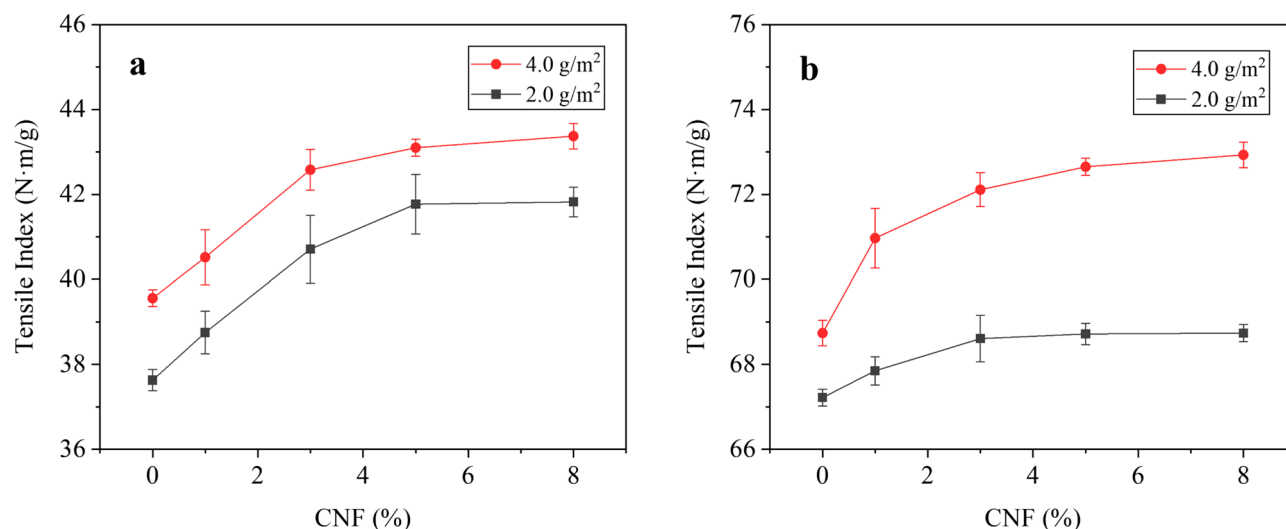 a
4.0 g/m²
2.0 g/m²
46
44
42
40
38
36
Tensile Index (N·m/g)
0 2 4 6 8
CNF (%)
b
4.0 g/m²
2.0 g/m²
76
74
72
70
68
66
Tensile Index (N·m/g)
0 2 4 6 8
CNF (%)